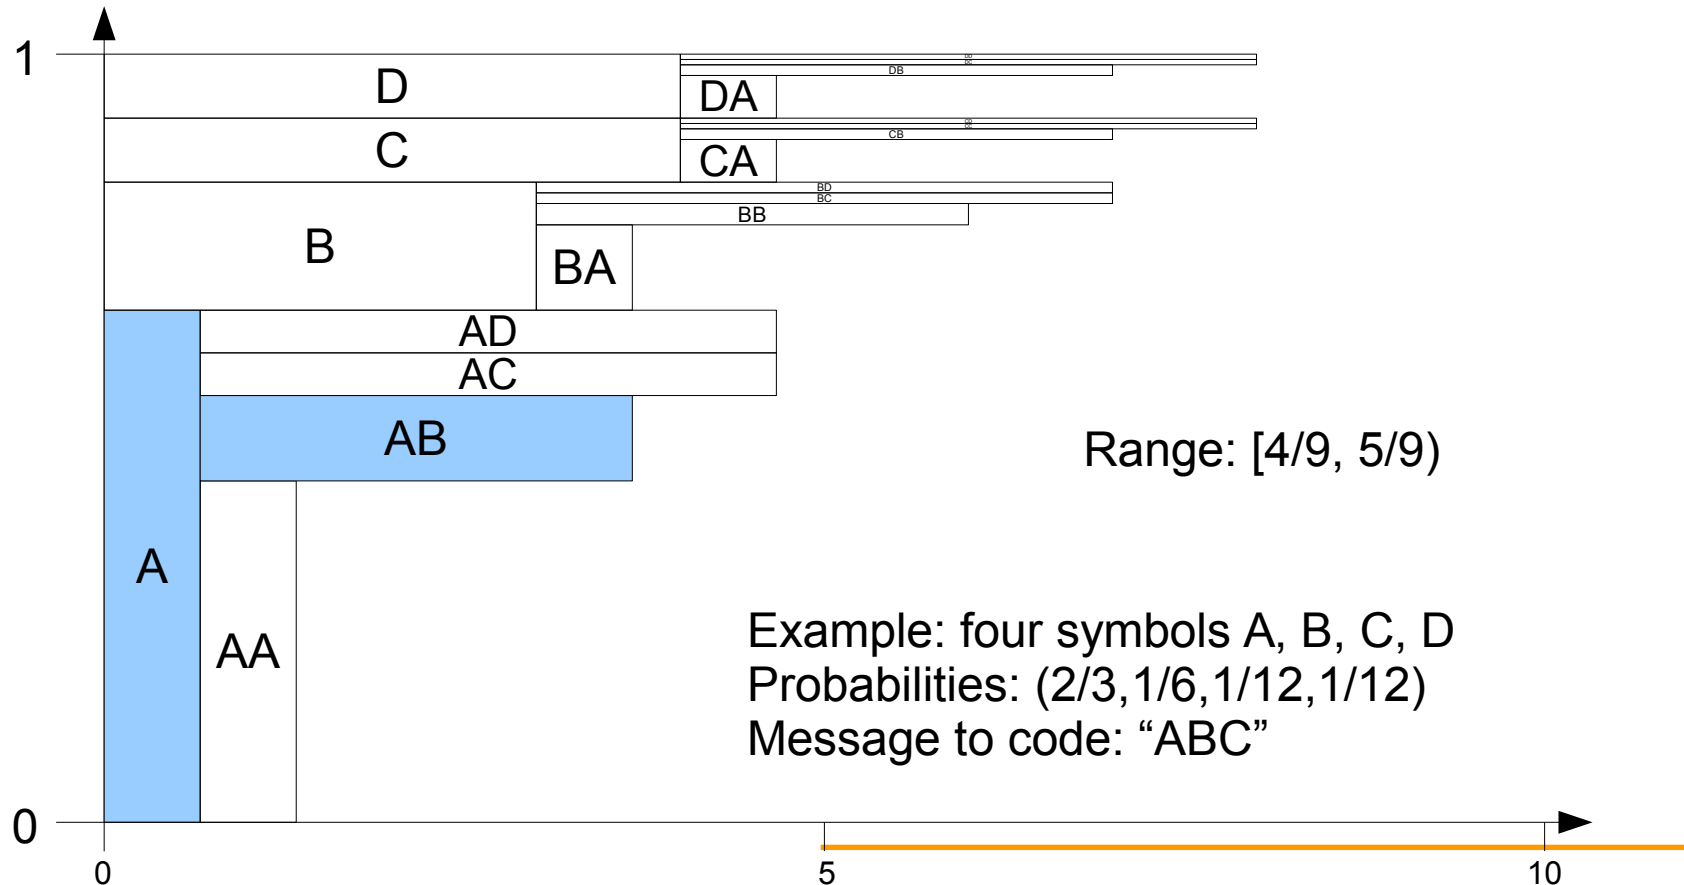 1
D
DB
DA
C
CB
CA
BD
BC
BB
B
BA
AD
AC
AB
Range: [4/9, 5/9)
A
AA
Example: four symbols A, B, C, D
Probabilities: (2/3,1/6,1/12,1/12)
Message to code: “ABC”
0
0 5 10